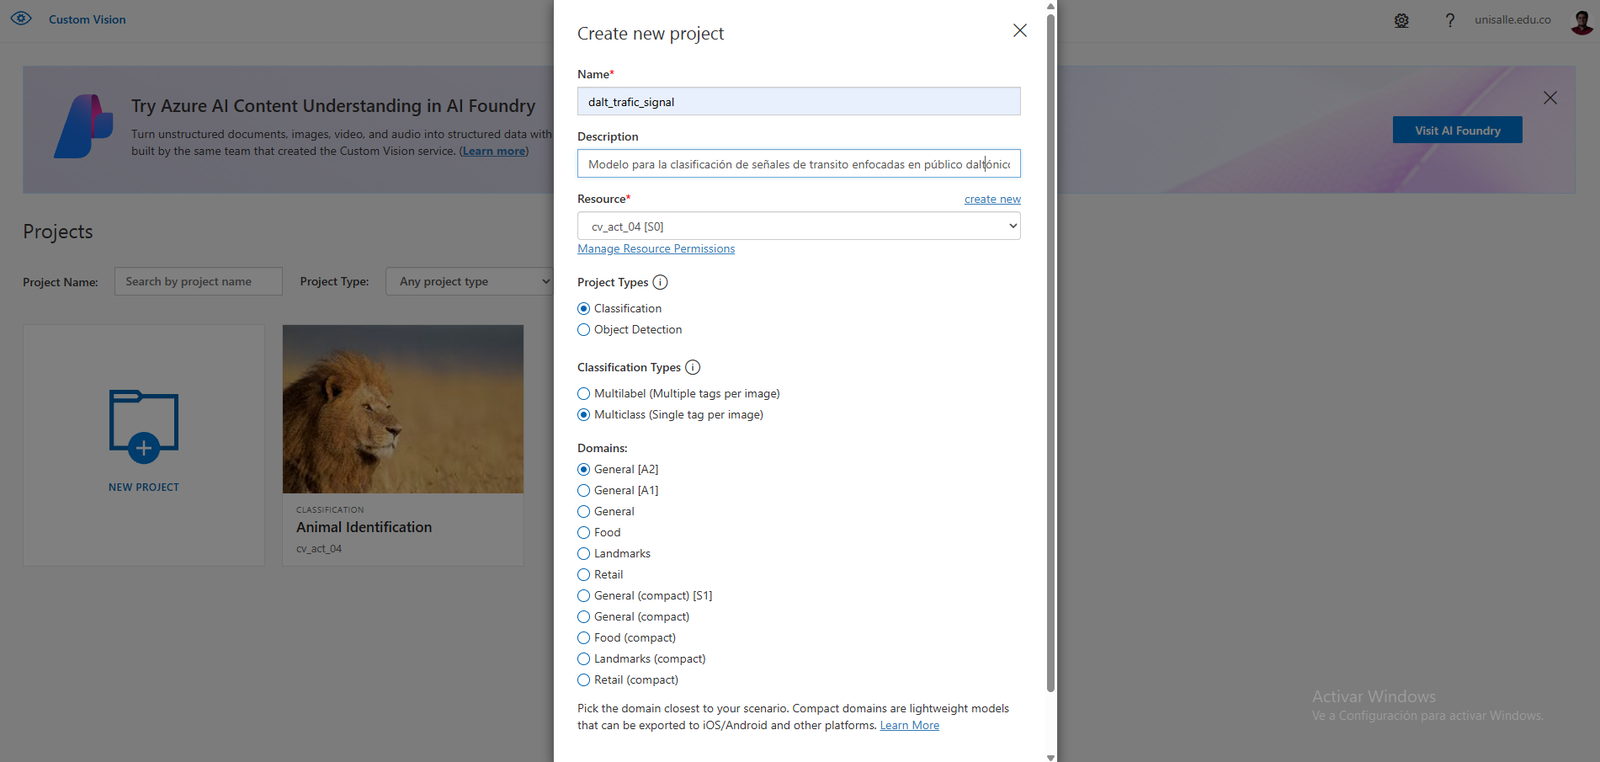 Custom Vision
unisalle.edu.co
Try Azure AI Content Understanding in AI Foundry
Turn unstructured documents, images, video, and audio into structured data with
built by the same team that created the Custom Vision service. (Learn more)
Visit AI Foundry
Projects
Project Name:
Search by project name
Project Type:
Any project type
NEW PROJECT
CLASSIFICATION
Animal Identification
cv_act_04
Create new project
Name*
dalt_trafic_signal
Description
Modelo para la clasificación de señales de transito enfocadas en público daltónico
Resource*
create new
cv_act_04 [S0]
Manage Resource Permissions
Project Types
Classification
Object Detection
Classification Types
Multilabel (Multiple tags per image)
Multiclass (Single tag per image)
Domains:
General [A2]
General [A1]
General
Food
Landmarks
Retail
General (compact) [S1]
General (compact)
Food (compact)
Landmarks (compact)
Retail (compact)
Pick the domain closest to your scenario. Compact domains are lightweight models
that can be exported to iOS/Android and other platforms. Learn More
Activar Windows
Ve a Configuración para activar Windows.